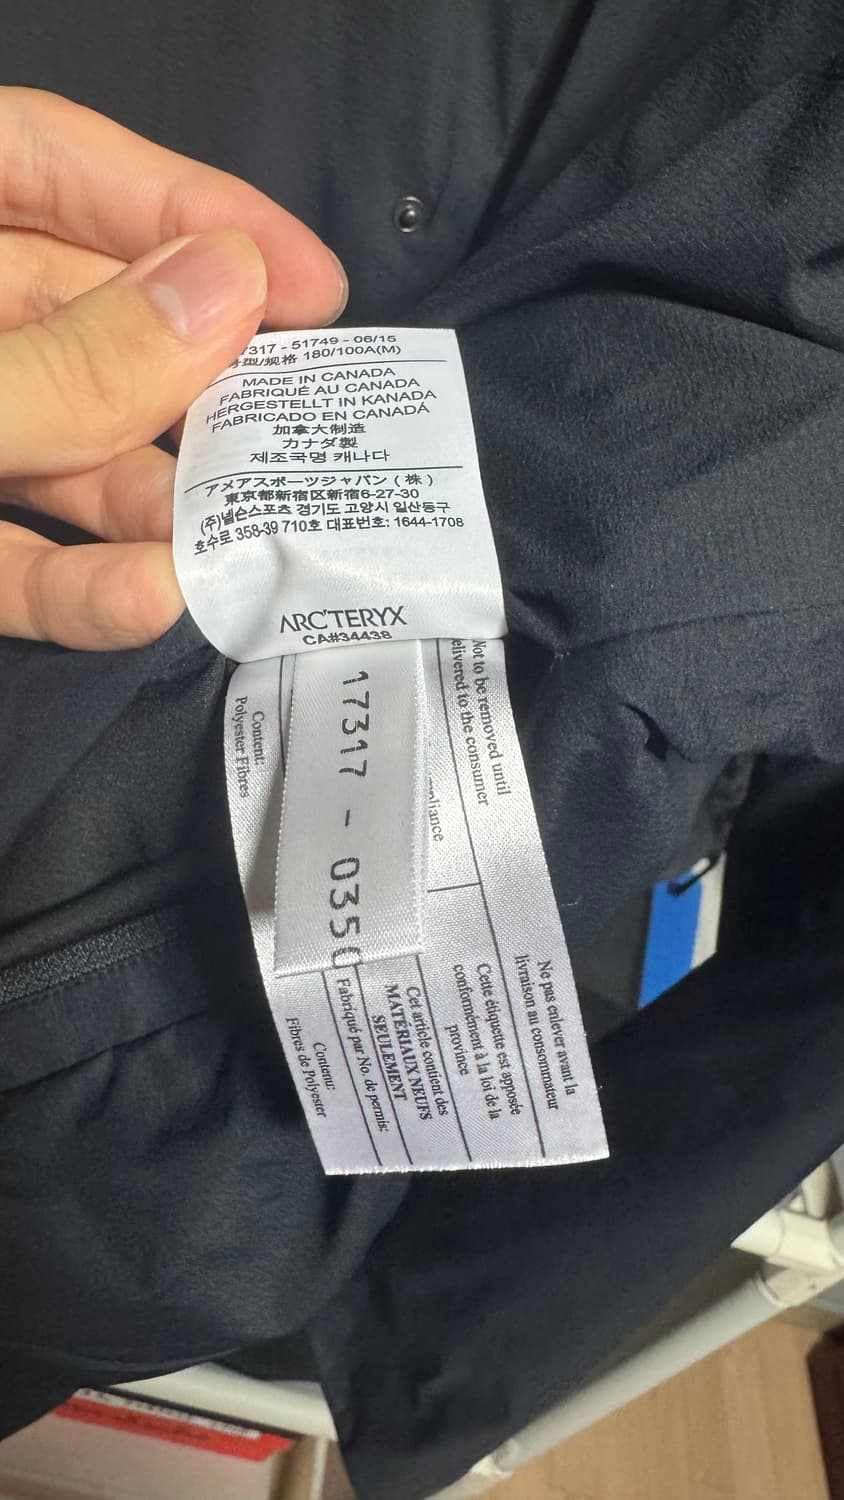 7317 - 51749 - 06/15
号型/规格 180/100A(M)
MADE IN CANADA
FABRIQUÉ AU CANADA
HERGESTELLT IN KANADA
FABRICADO EN CANADÁ
加拿大制造
カナダ製
제조국명 캐나다
アメアスポーツジャパン (株)
東京都新宿区新宿6-27-30
(주)넬슨스포츠 경기도 고양시 일산동구
호수로 358-39 710호 대표번호: 1644-1708
ARC'TERYX
CA#34438
17317 - 035
Not to be removed until
delivered to the consumer
Content:
Polyester Fibres
Ne pas enlever avant la
livraison au consommateur
Cette étiquette est apposée
conformément à la loi de la
province
Cet article contient des
MATERIAUX NEUFS
SEULEMENT
Fabriqué par No. de permis:
Contenu:
Fibres de Polyester